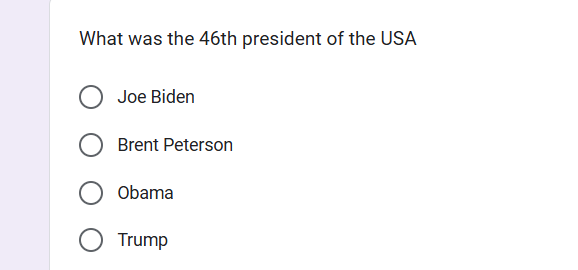 What was the 46th president of the USA
Joe Biden
Brent Peterson
Obama
Trump